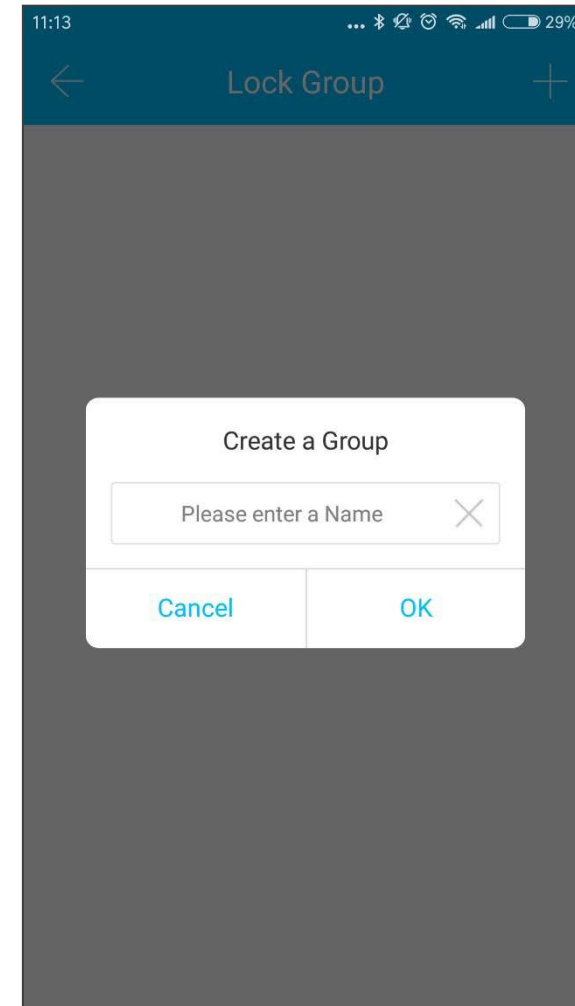 11:13 ... 29%
Lock Group
Create a Group
Please enter a Name
Cancel OK